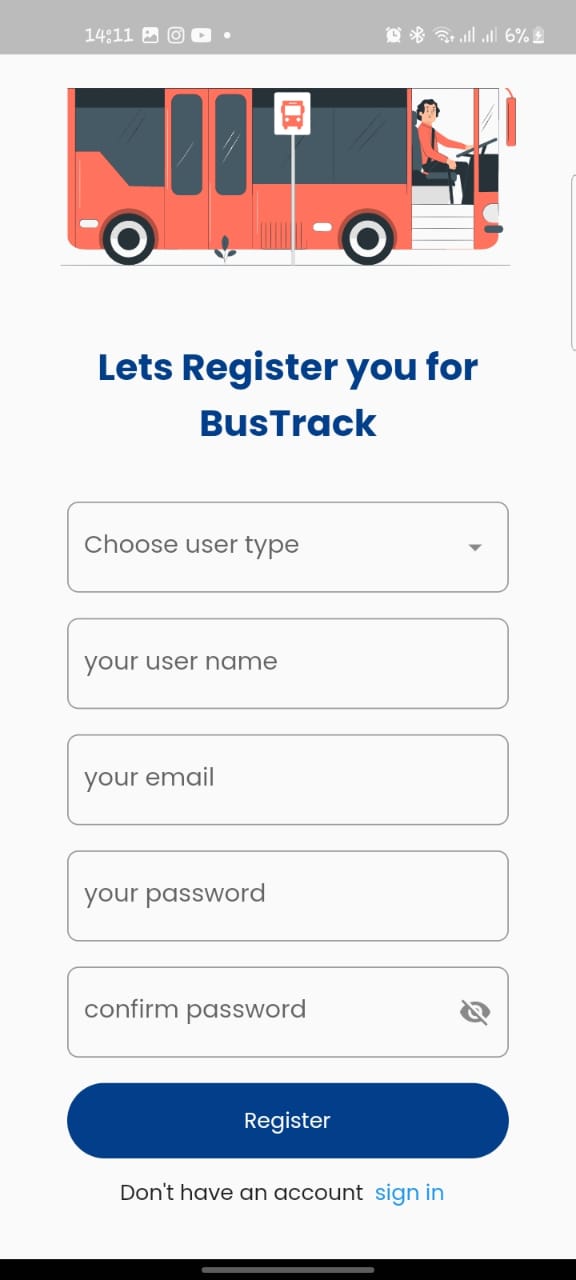 14:11 6%
Lets Register you for
BusTrack
Choose user type
your user name
your email
your password
confirm password
Register
Don't have an account sign in